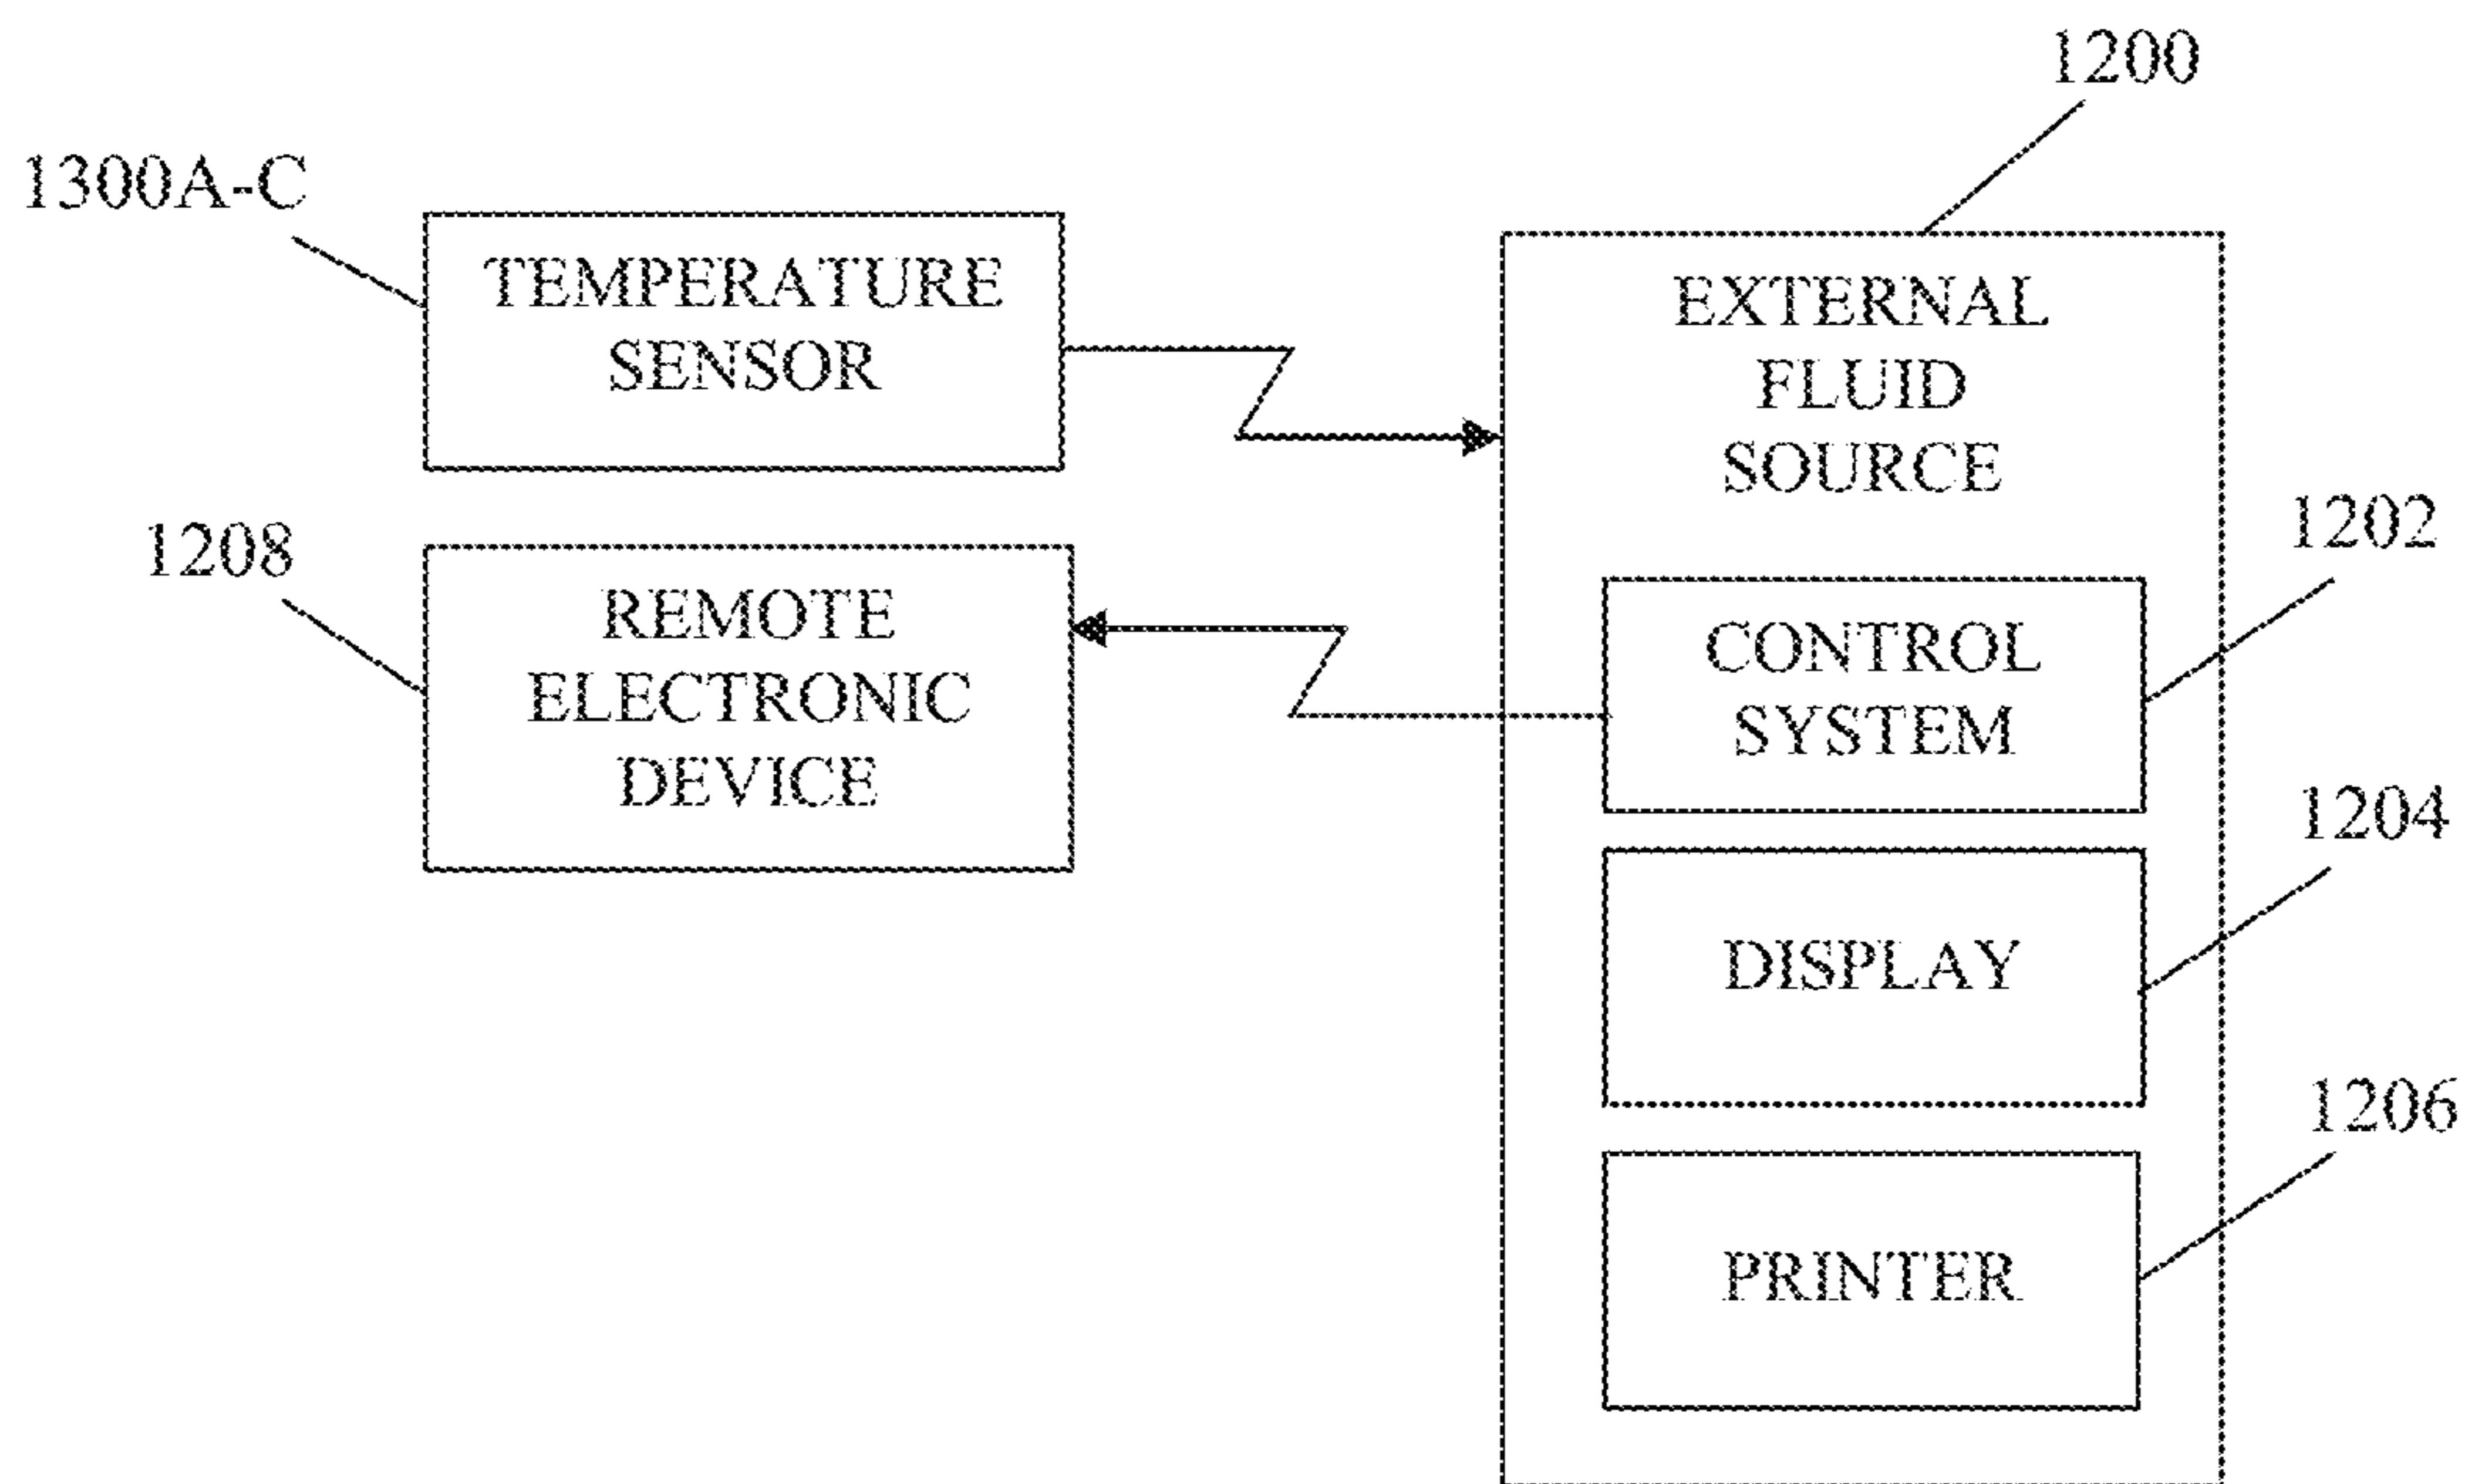 1200
1300A-C
TEMPERATURE
SENSOR
EXTERNAL
FLUID
SOURCE
1208
REMOTE
ELECTRONIC
DEVICE
1202
CONTROL
SYSTEM
1204
DISPLAY
1206
PRINTER